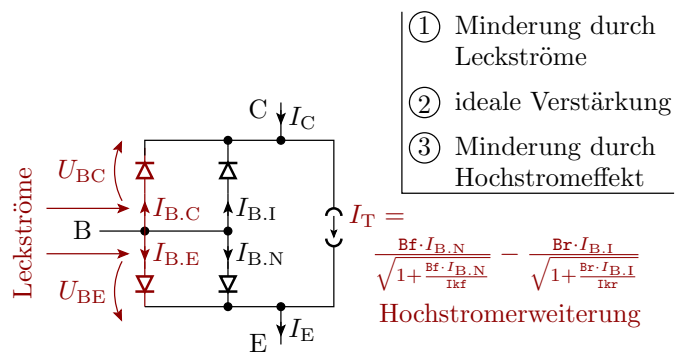 ① Minderung durch
Leckströme
② ideale Verstärkung
③ Minderung durch
Hochstromeffekt
C
I_C
U_BC
Leckströme
I_B.C
I_B.I
B
I_B.E
I_B.N
U_BE
E
I_E
I_T =
Bf·I_B.N / √(1+ Bf·I_B.N / Ikf) − Br·I_B.I / √(1+ Br·I_B.I / Ikr)
Hochstromerweiterung